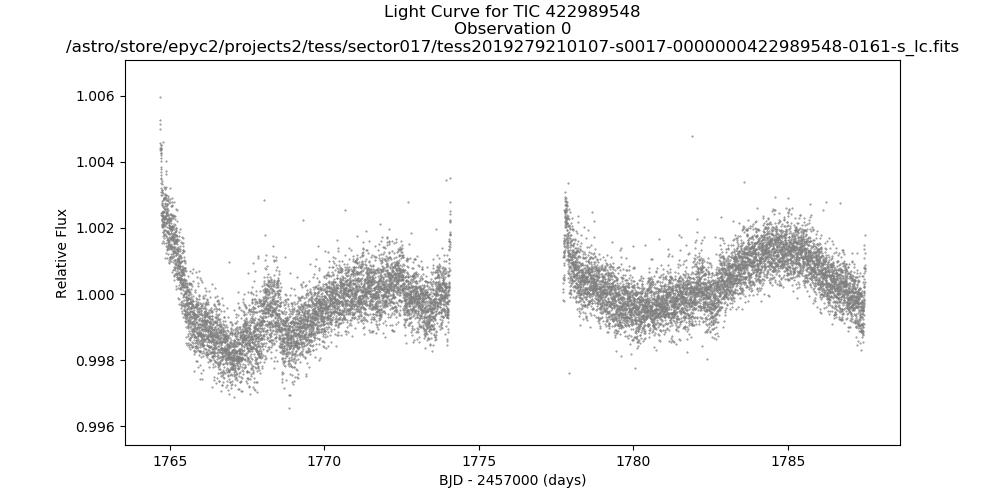 Light Curve for TIC 422989548
Observation 0
/astro/store/epyc2/projects2/tess/sector017/tess2019279210107-s0017-0000000422989548-0161-s_lc.fits
1.006
1.004
1.002
1.000
0.998
0.996
Relative Flux
1765
1770
1775
1780
1785
BJD - 2457000 (days)